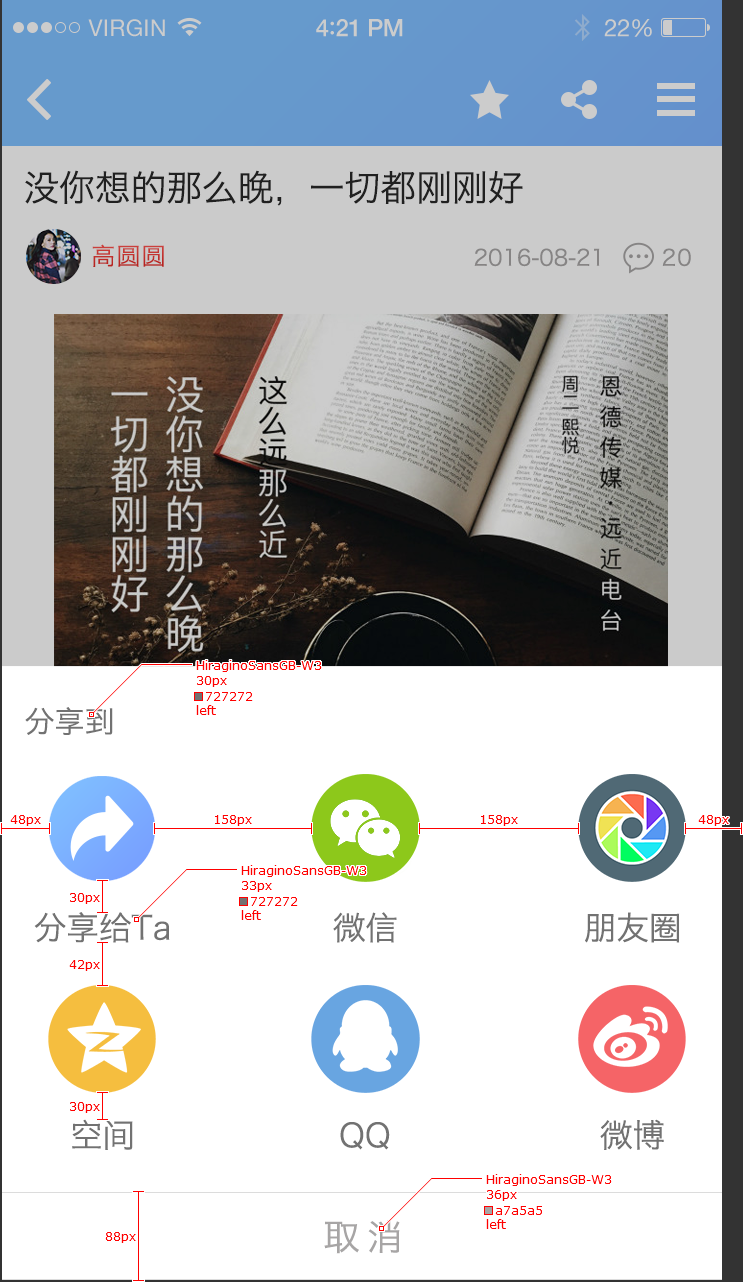 VIRGIN
4:21 PM
22%
没你想的那么晚，一切都刚刚好
高圆圆
2016-08-21
20
恩德传媒·远近电台
周二熙悦
这么远那么近
没你想的那么晚
一切都刚刚好
HiraginoSansGB-W3
30px
727272
left
分享到
48px
158px
158px
48px
HiraginoSansGB-W3
33px
727272
left
30px
分享给Ta
微信
朋友圈
42px
30px
空间
QQ
微博
HiraginoSansGB-W3
36px
a7a5a5
left
88px
取消